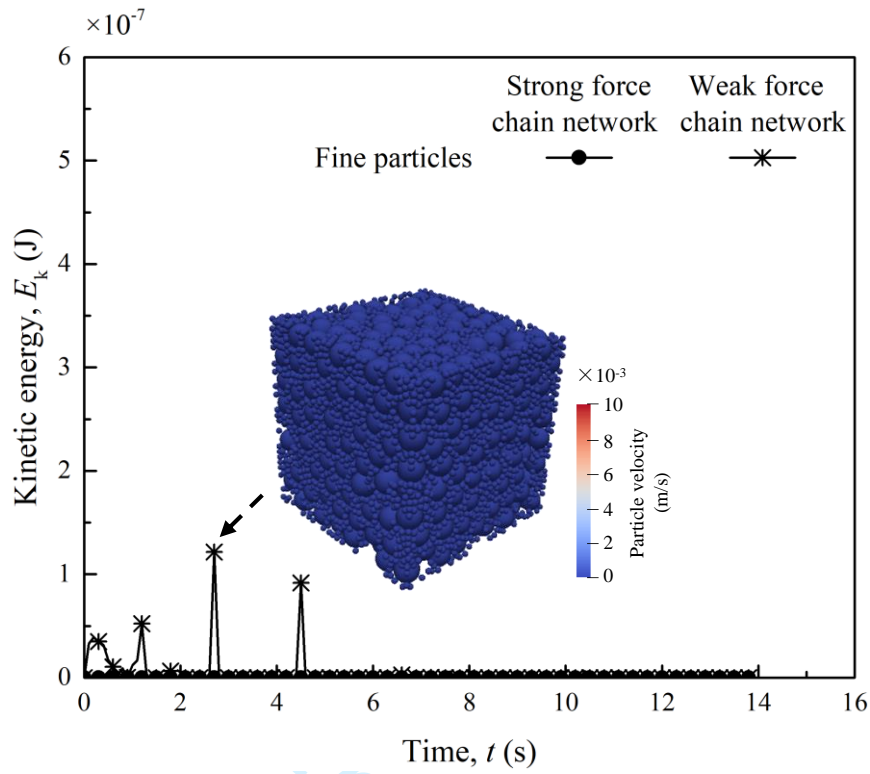 ×10⁻⁷
6
5
4
3
2
1
0
Kinetic energy, Eₖ (J)
Strong force Weak force
chain network chain network
Fine particles
×10⁻³
10
8
6
4
2
0
Particle velocity
(m/s)
0 2 4 6 8 10 12 14 16
Time, t (s)